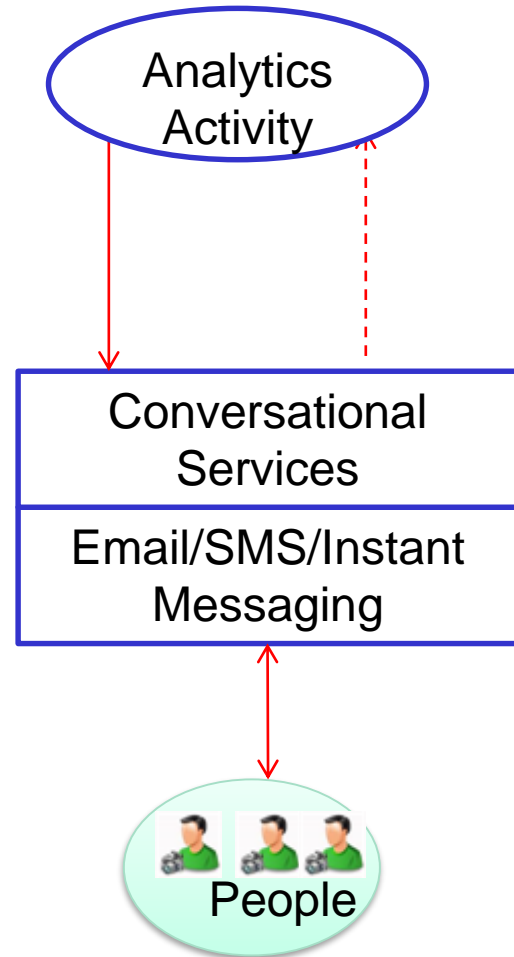 Analytics
Activity
Conversational
Services
Email/SMS/Instant
Messaging
People